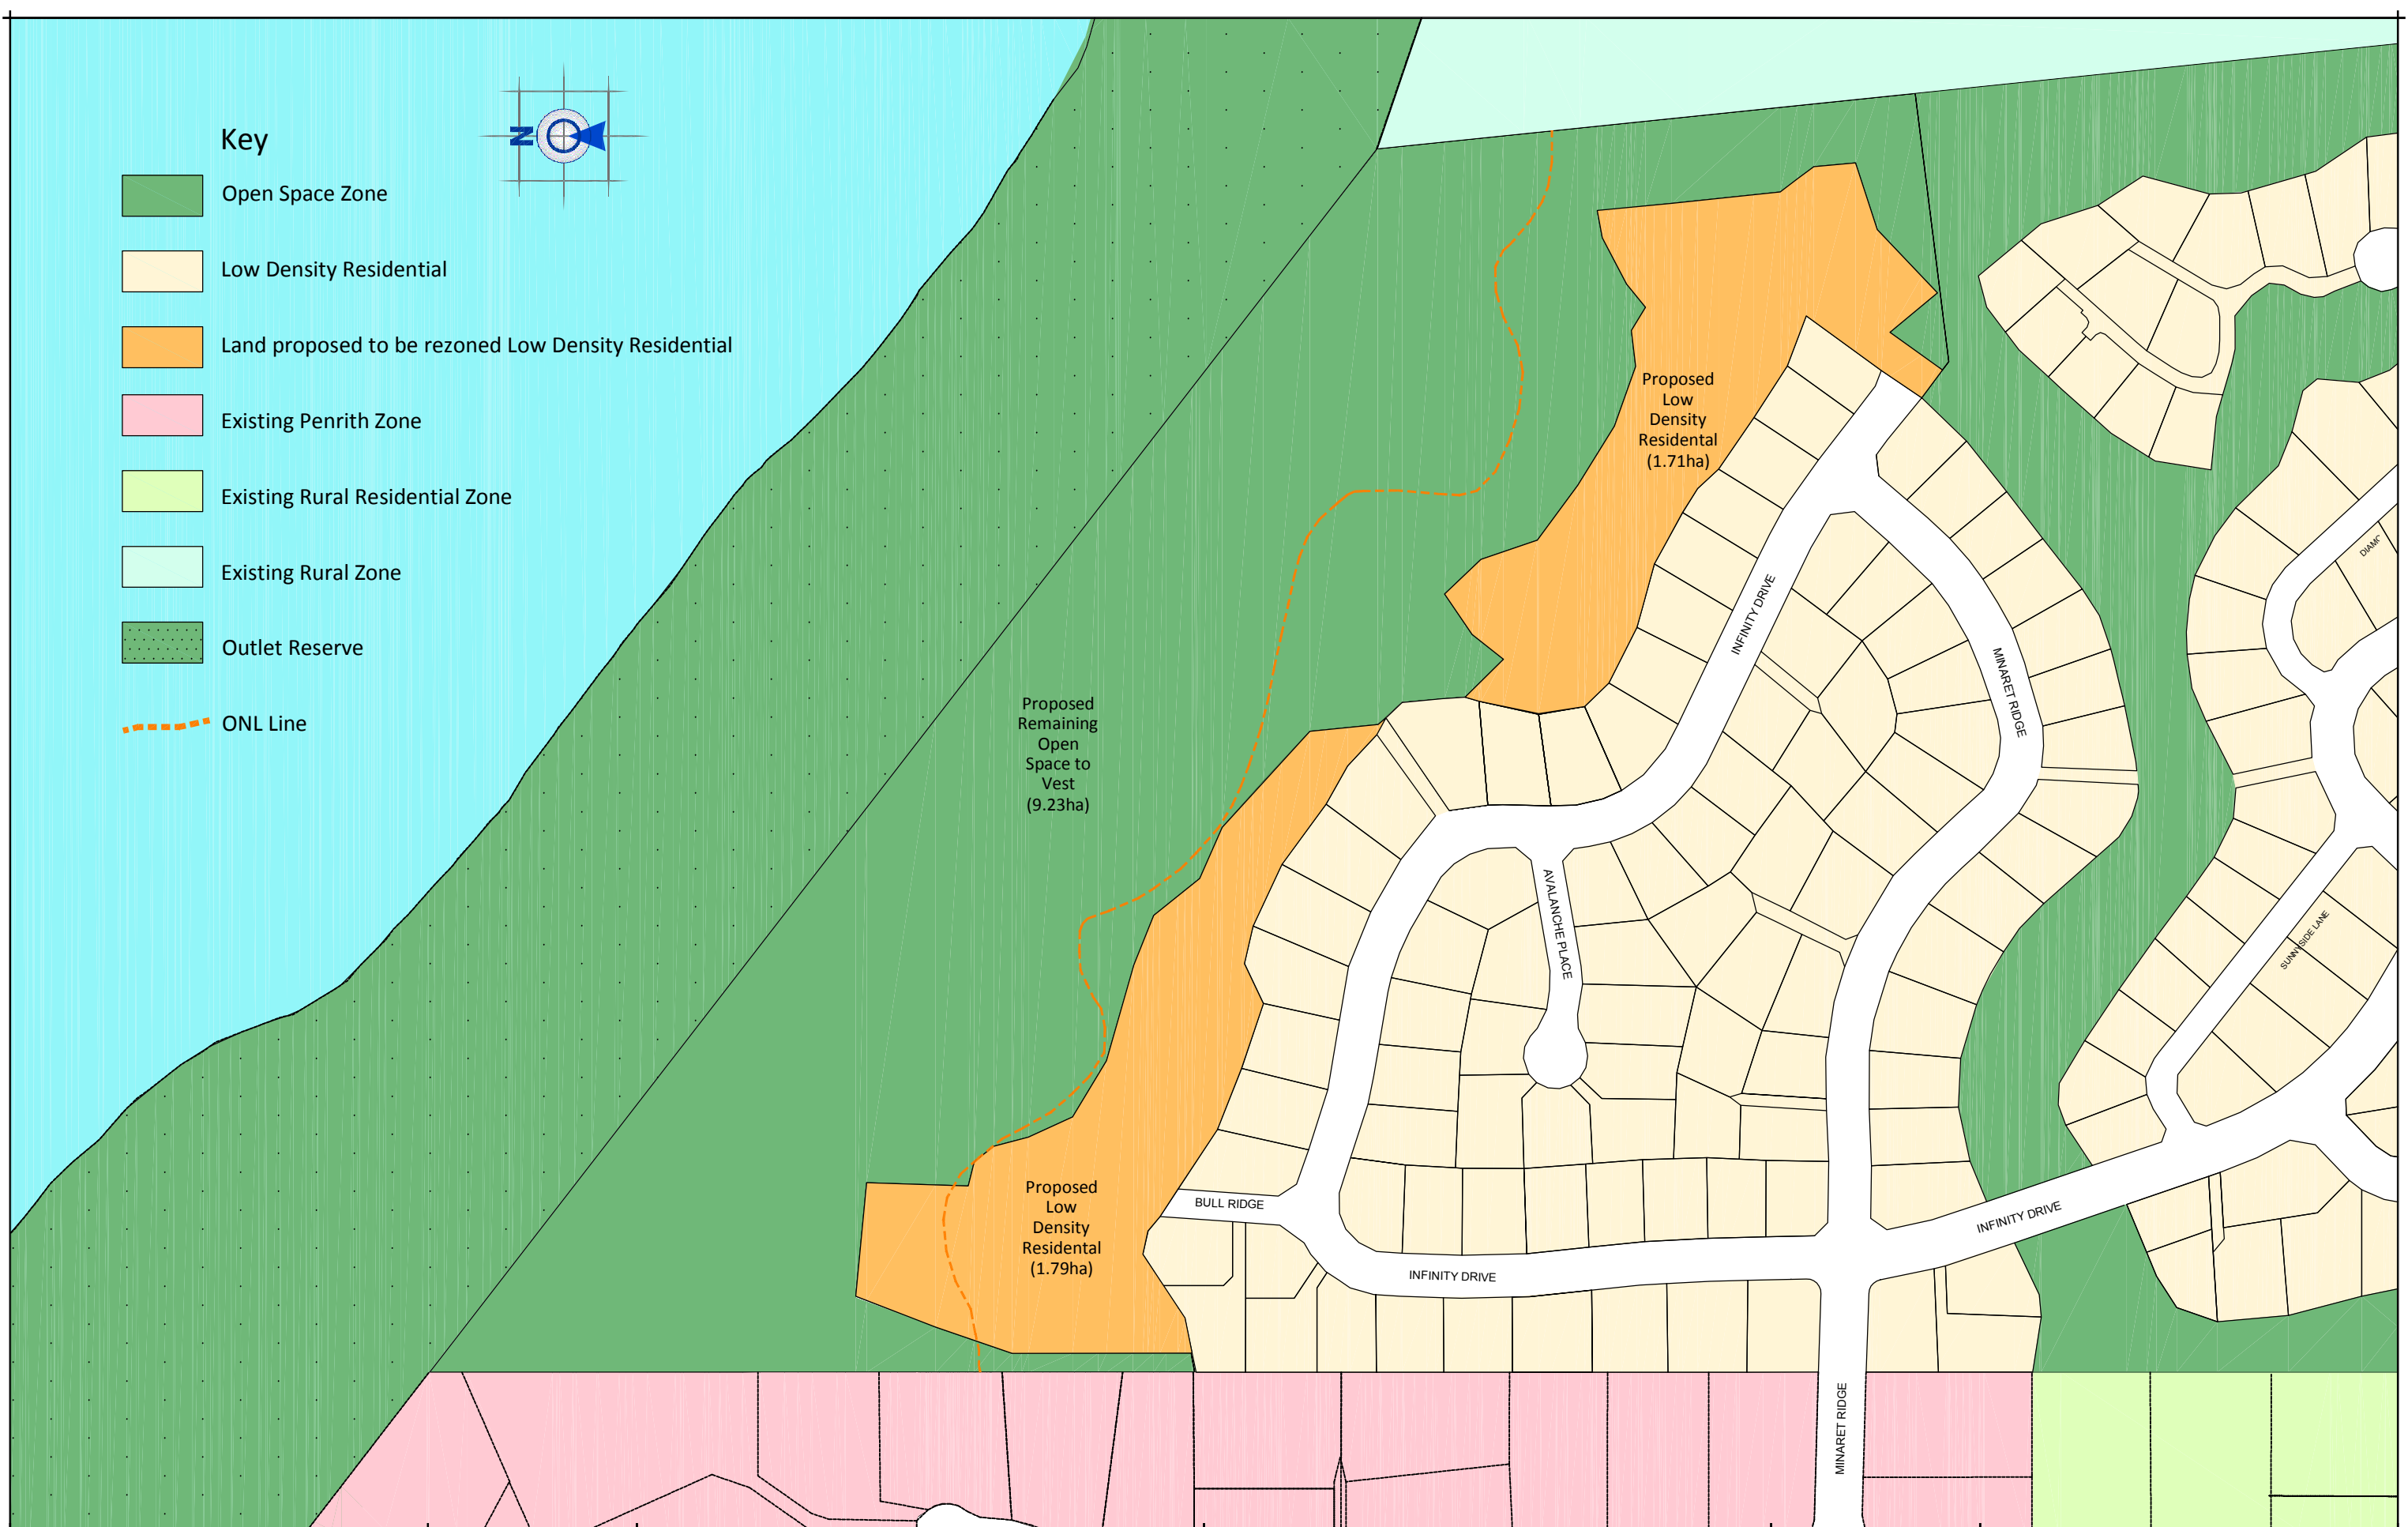 Key
N
Open Space Zone
Low Density Residential
Land proposed to be rezoned Low Density Residential
Existing Penrith Zone
Existing Rural Residential Zone
Existing Rural Zone
Outlet Reserve
ONL Line
Proposed
Low
Density
Residental
(1.71ha)
Proposed
Remaining
Open
Space to
Vest
(9.23ha)
Proposed
Low
Density
Residental
(1.79ha)
INFINITY DRIVE
MINARET RIDGE
AVALANCHE PLACE
BULL RIDGE
INFINITY DRIVE
INFINITY DRIVE
MINARET RIDGE
SUNNYSIDE LANE